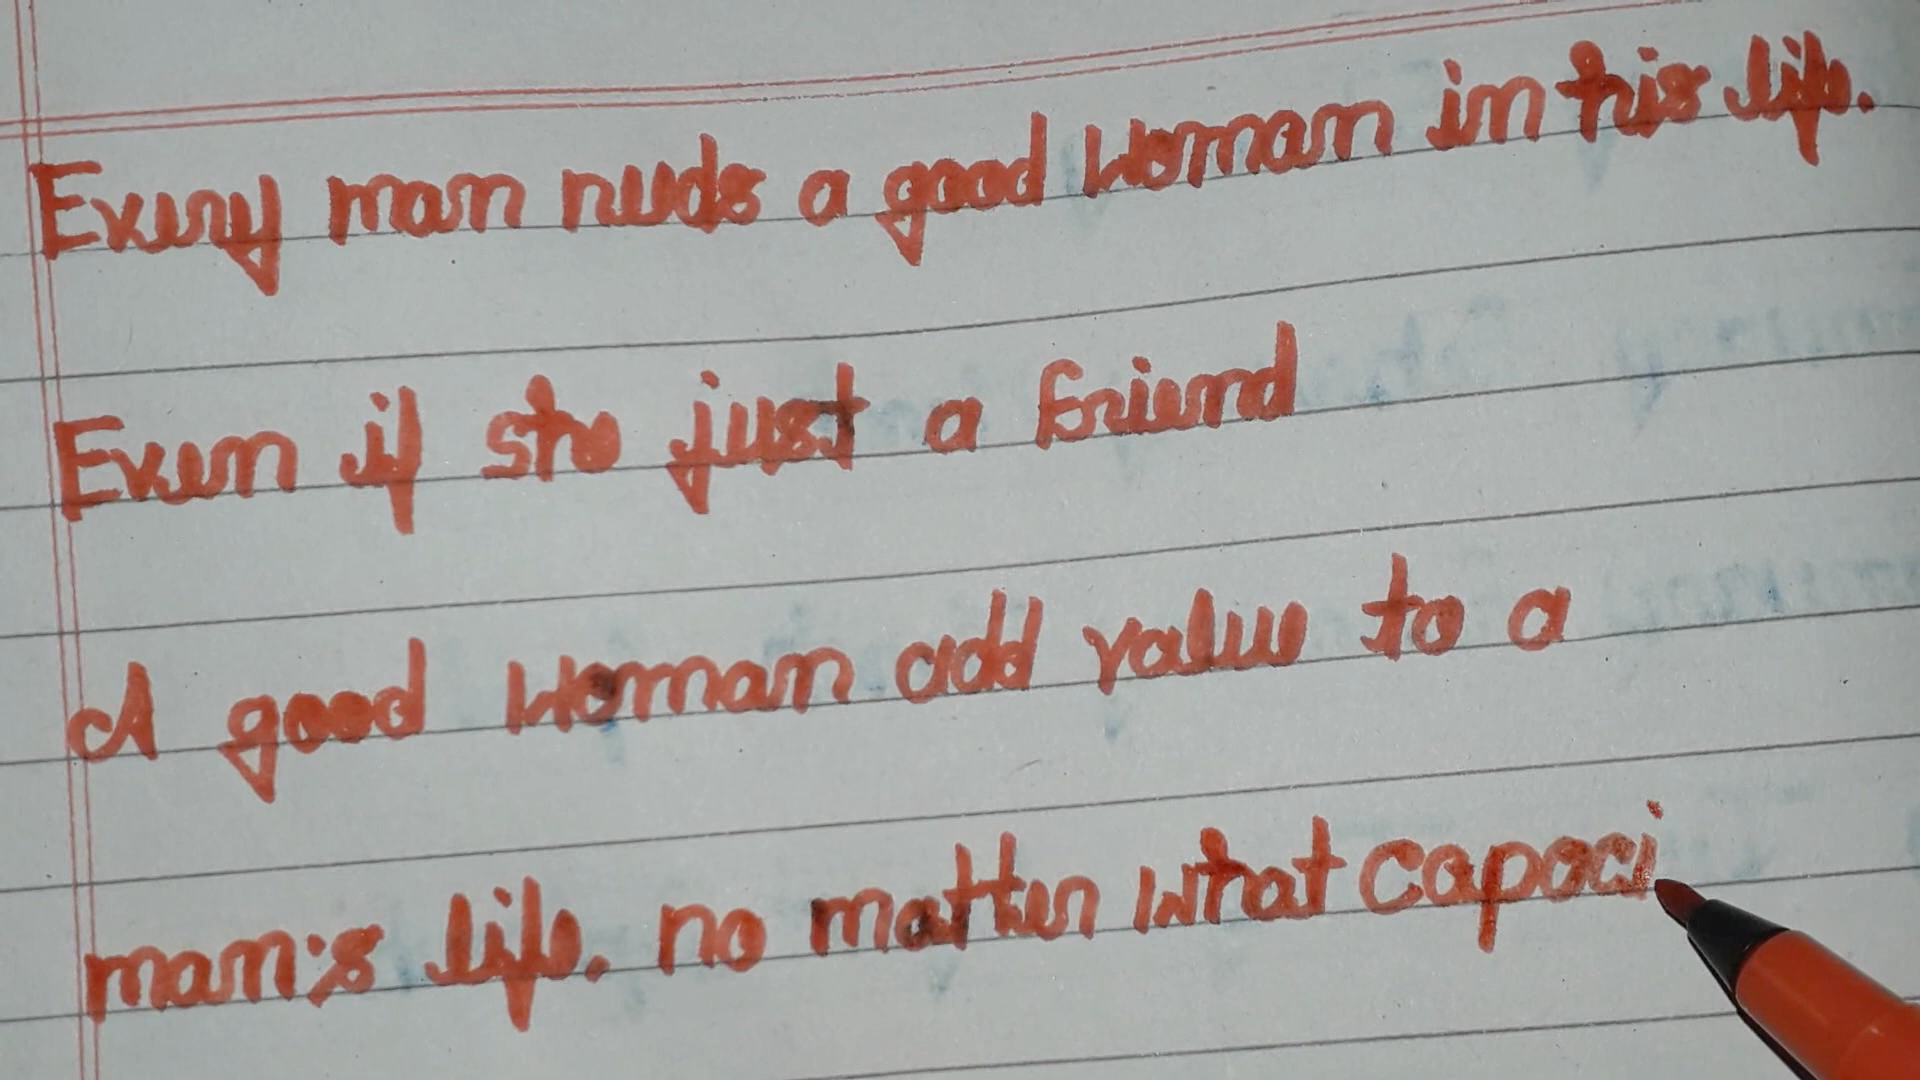 Every man needs a good woman in his life.
Even if she just a friend
A good woman add value to a
man's life. no matter what capaci